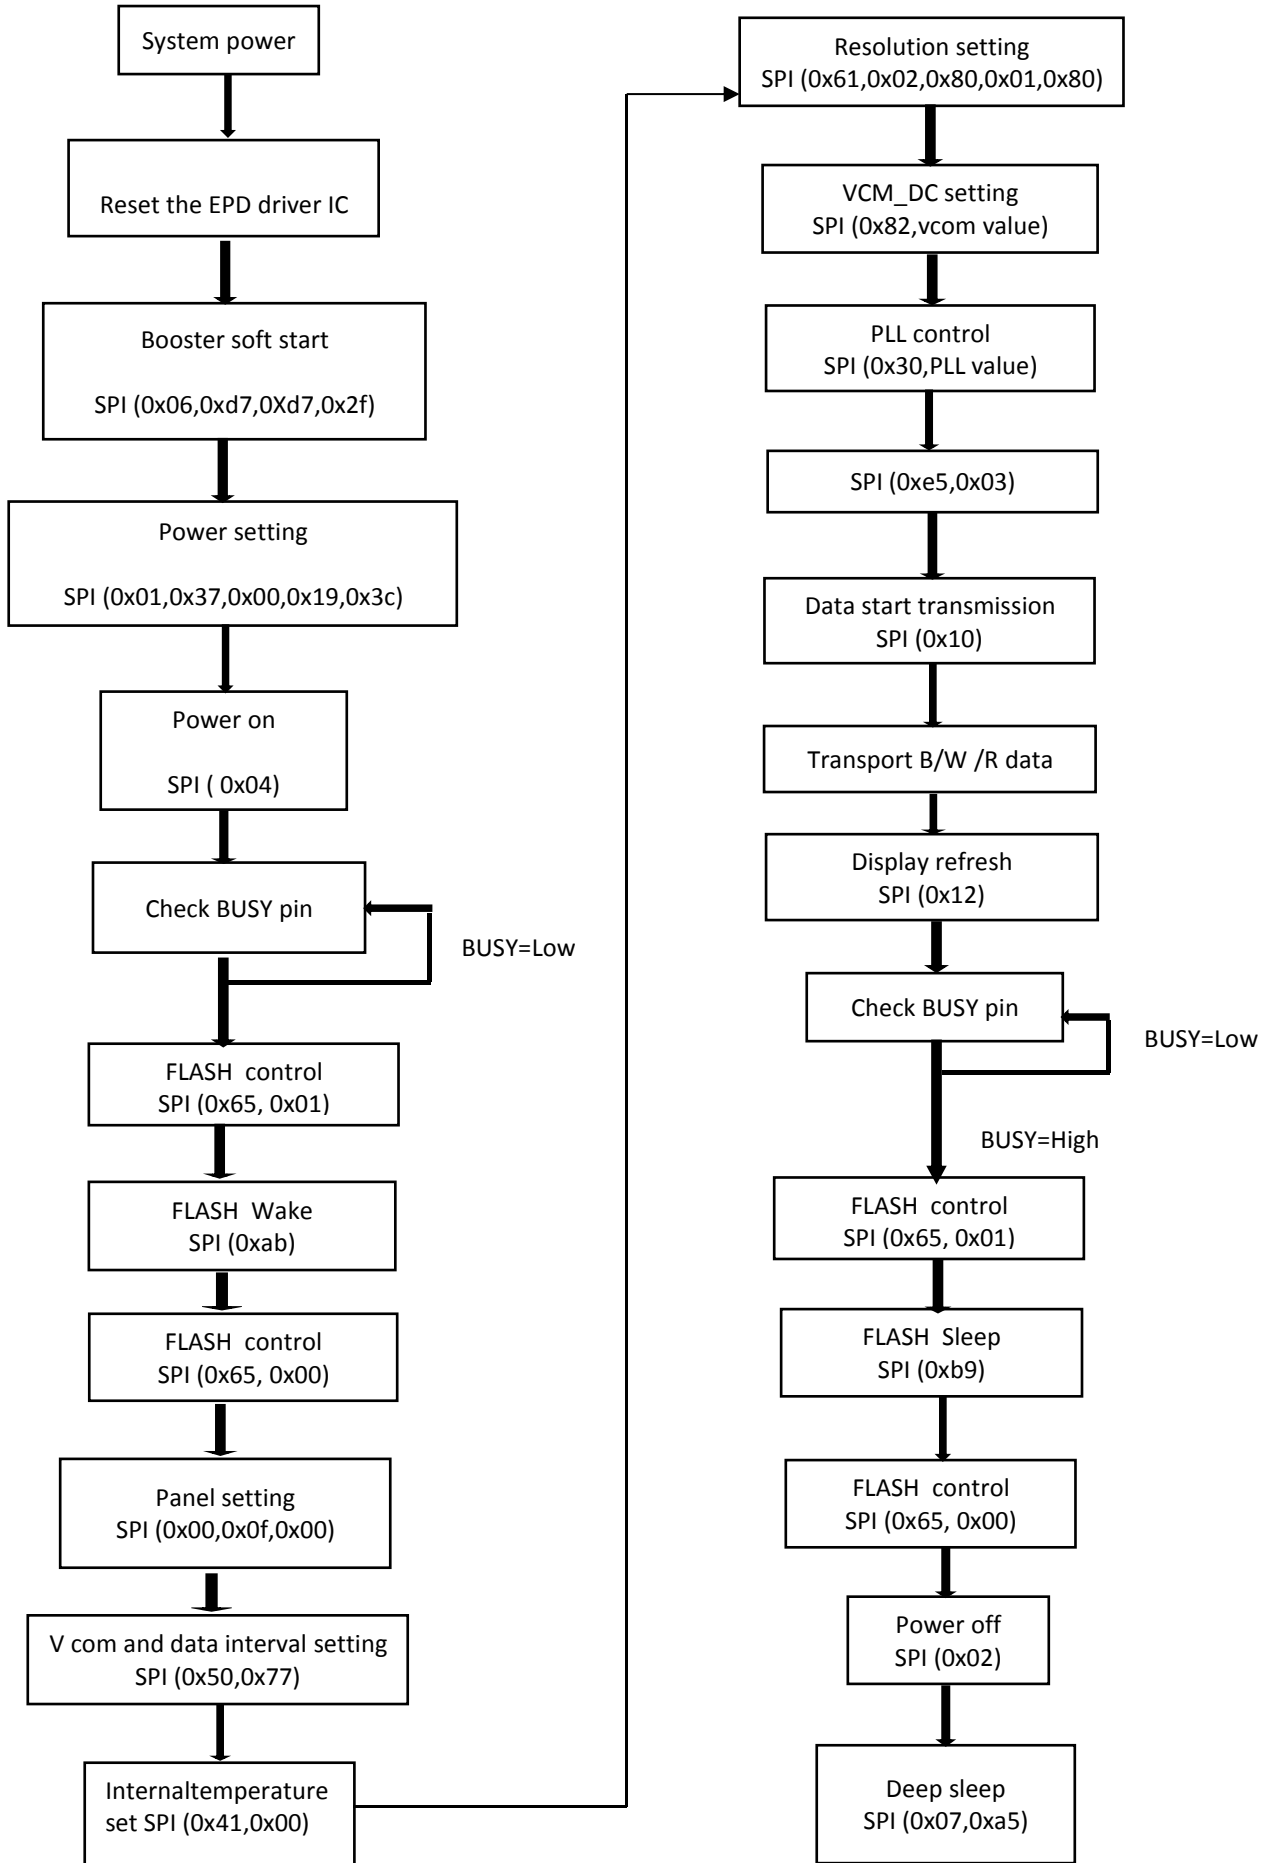 System power
Reset the EPD driver IC
Booster soft start
SPI (0x06,0xd7,0Xd7,0x2f)
Power setting
SPI (0x01,0x37,0x00,0x19,0x3c)
Power on
SPI ( 0x04)
Check BUSY pin
BUSY=Low
FLASH  control
SPI (0x65, 0x01)
FLASH  Wake
SPI (0xab)
FLASH  control
SPI (0x65, 0x00)
Panel setting
SPI (0x00,0x0f,0x00)
V com and data interval setting
SPI (0x50,0x77)
Internaltemperature
set SPI (0x41,0x00)
Resolution setting
SPI (0x61,0x02,0x80,0x01,0x80)
VCM_DC setting
SPI (0x82,vcom value)
PLL control
SPI (0x30,PLL value)
SPI (0xe5,0x03)
Data start transmission
SPI (0x10)
Transport B/W /R data
Display refresh
SPI (0x12)
Check BUSY pin
BUSY=Low
BUSY=High
FLASH  control
SPI (0x65, 0x01)
FLASH  Sleep
SPI (0xb9)
FLASH  control
SPI (0x65, 0x00)
Power off
SPI (0x02)
Deep sleep
SPI (0x07,0xa5)